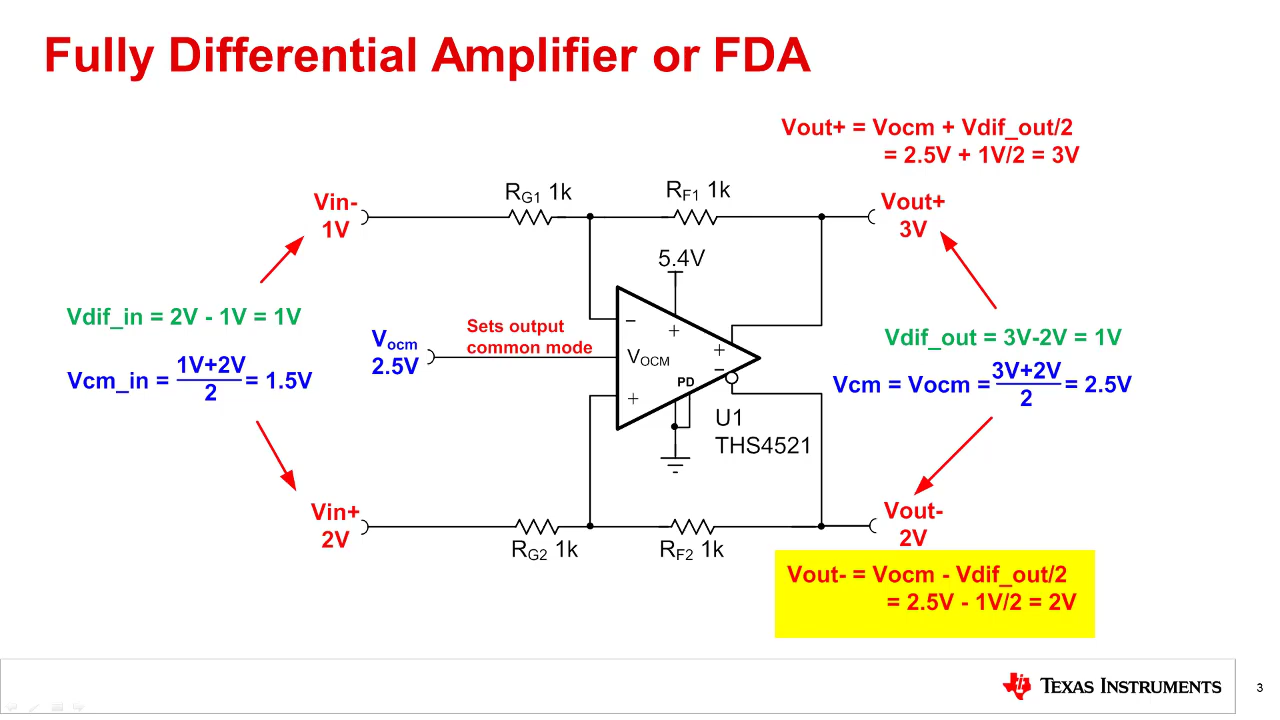 Fully Differential Amplifier or FDA
Vout+ = Vocm + Vdif_out/2
= 2.5V + 1V/2 = 3V
Vin-
1V
RG1 1k
RF1 1k
Vout+
3V
5.4V
Vdif_in = 2V - 1V = 1V
Vcm_in = 1V+2V/2 = 1.5V
Vocm
2.5V
Sets output
common mode
−
+
VOCM
+
−
PD
+
U1
THS4521
Vdif_out = 3V-2V = 1V
Vcm = Vocm = 3V+2V/2 = 2.5V
Vin+
2V
RG2 1k
RF2 1k
Vout-
2V
Vout- = Vocm - Vdif_out/2
= 2.5V - 1V/2 = 2V
TEXAS INSTRUMENTS
3